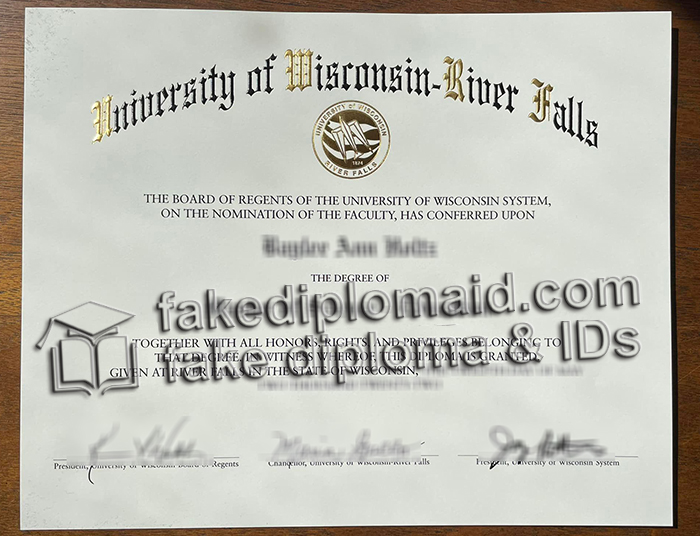 University of Wisconsin-River Falls
UNIVERSITY OF WISCONSIN
1874
RIVER FALLS
THE BOARD OF REGENTS OF THE UNIVERSITY OF WISCONSIN SYSTEM,
ON THE NOMINATION OF THE FACULTY, HAS CONFERRED UPON
THE DEGREE OF
fakediplomaid.com
TOGETHER WITH ALL HONORS, RIGHTS, AND PRIVILEGES BELONGING TO
THAT DEGREE. IN WITNESS WHEREOF, THIS DIPLOMA IS GRANTED,
fake diploma & IDs
GIVEN AT RIVER FALLS IN THE STATE OF WISCONSIN,
President, University of Wisconsin Board of Regents
Chancellor, University of Wisconsin-River Falls
President, University of Wisconsin System